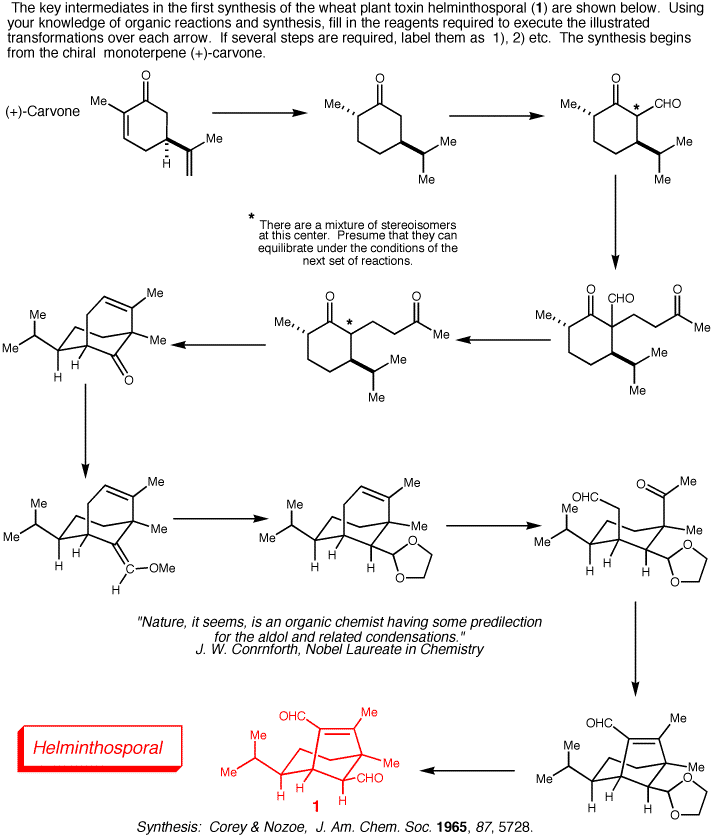 The key intermediates in the first synthesis of the wheat plant toxin helminthosporal (1) are shown below. Using
your knowledge of organic reactions and synthesis, fill in the reagents required to execute the illustrated
transformations over each arrow. If several steps are required, label them as 1), 2) etc. The synthesis begins
from the chiral monoterpene (+)-carvone.
(+)-Carvone
O
Me
H
Me
O
Me
Me
Me
O
Me
*
CHO
Me
Me
* There are a mixture of stereoisomers
at this center. Presume that they can
equilibrate under the conditions of the
next set of reactions.
Me
Me
Me
Me
H
H
O
O
O
Me
*
Me
Me
Me
O
CHO
O
Me
Me
Me
Me
Me
Me
Me
Me
H
H
C
H
OMe
Me
Me
Me
Me
H
H
H
O
O
O
Me
CHO
Me
Me
Me
H
H
H
O
O
"Nature, it seems, is an organic chemist having some predilection
for the aldol and related condensations."
J. W. Conrnforth, Nobel Laureate in Chemistry
Helminthosporal
CHO
Me
Me
Me
Me
CHO
H
H
H
1
CHO
Me
Me
Me
Me
H
H
H
O
O
Synthesis: Corey & Nozoe, J. Am. Chem. Soc. 1965, 87, 5728.